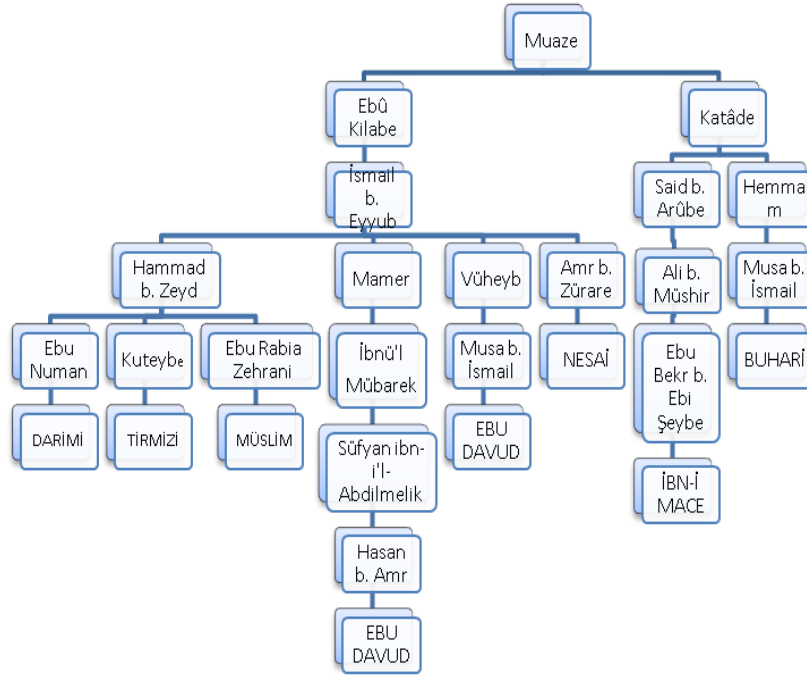 Muaze
Ebû
Kilabe
Katâde
İsmail
b.
Eyyub
Said b.
Arûbe
Hemma
m
Hammad
b. Zeyd
Mamer
Vüheyb
Amr b.
Zürare
Ali b.
Müshir
Musa b.
İsmail
Ebu
Numan
Kuteybe
Ebu Rabia
Zehrani
İbnü'l
Mübarek
Musa b.
İsmail
NESAİ
Ebu
Bekr b.
Ebi
Şeybe
BUHARİ
DARİMİ
TİRMİZİ
MÜSLİM
Süfyan ibn-
i'l-
Abdilmelik
EBU
DAVUD
İBN-İ
MACE
Hasan
b. Amr
EBU
DAVUD